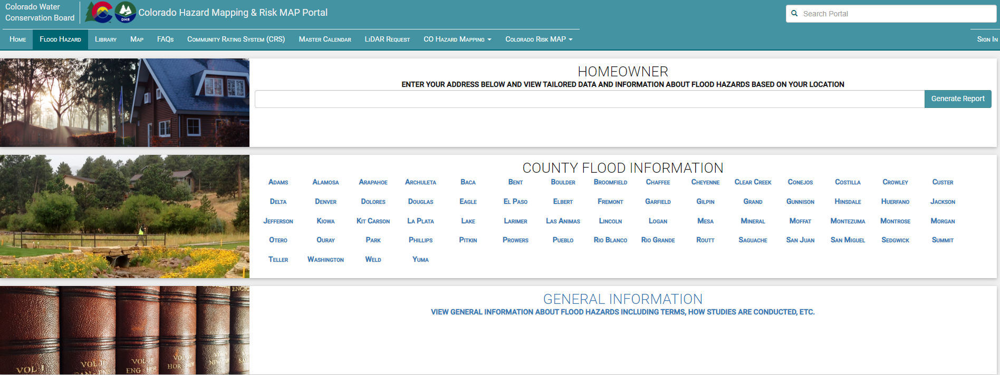 Colorado Water
Conservation Board
DNR
Colorado Hazard Mapping & Risk MAP Portal
Search Portal
Home Flood Hazard Library Map FAQs Community Rating System (CRS) Master Calendar LiDAR Request CO Hazard Mapping Colorado Risk MAP Sign In
HOMEOWNER
ENTER YOUR ADDRESS BELOW AND VIEW TAILORED DATA AND INFORMATION ABOUT FLOOD HAZARDS BASED ON YOUR LOCATION
Generate Report
COUNTY FLOOD INFORMATION
Adams Alamosa Arapahoe Archuleta Baca Bent Boulder Broomfield Chaffee Cheyenne Clear Creek Conejos Costilla Crowley Custer
Delta Denver Dolores Douglas Eagle El Paso Elbert Fremont Garfield Gilpin Grand Gunnison Hinsdale Huerfano Jackson
Jefferson Kiowa Kit Carson La Plata Lake Larimer Las Animas Lincoln Logan Mesa Mineral Moffat Montezuma Montrose Morgan
Otero Ouray Park Phillips Pitkin Prowers Pueblo Rio Blanco Rio Grande Routt Saguache San Juan San Miguel Sedgwick Summit
Teller Washington Weld Yuma
GENERAL INFORMATION
VIEW GENERAL INFORMATION ABOUT FLOOD HAZARDS INCLUDING TERMS, HOW STUDIES ARE CONDUCTED, ETC.
VOL I
VOL II
VOL
ENG - HOR
HOR